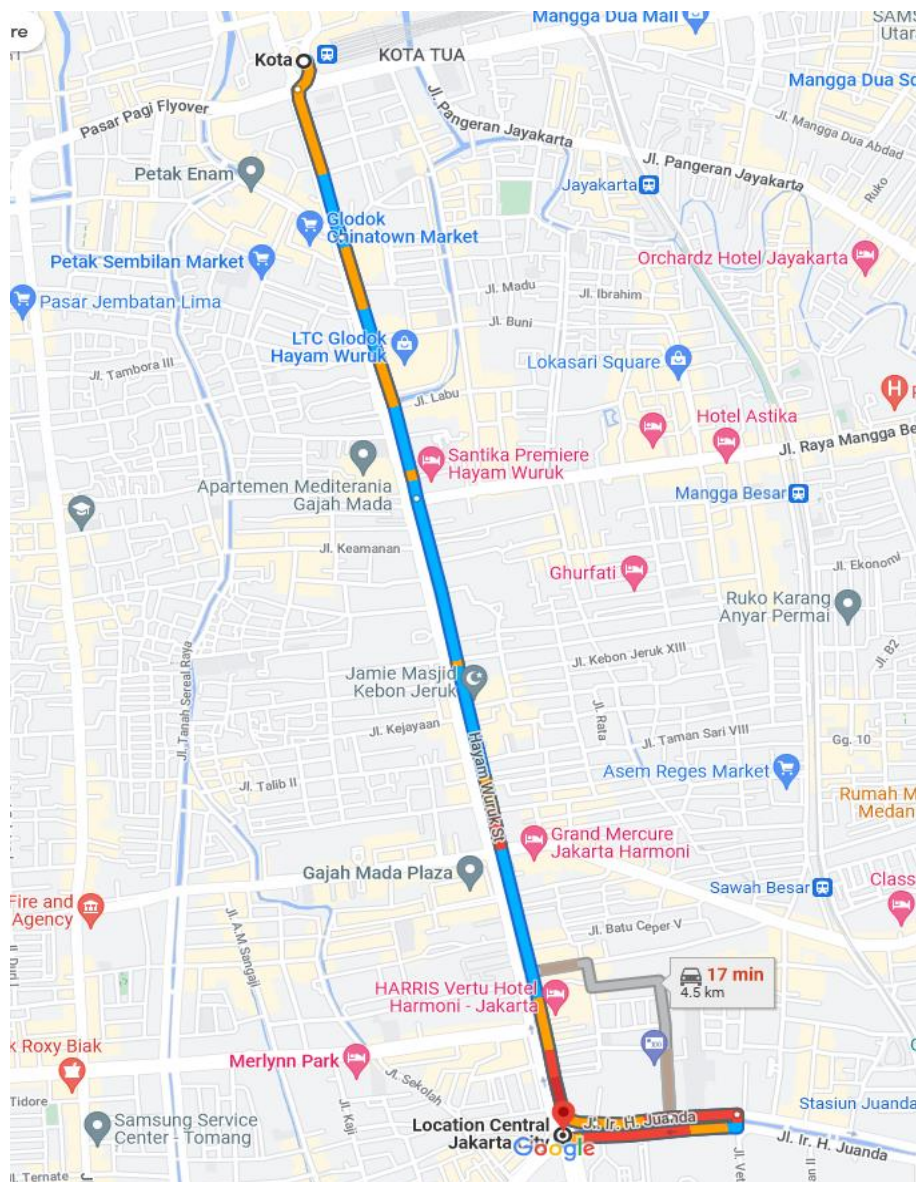 re
Mangga Dua Mall
SAMS
Utara
Kota
KOTA TUA
Mangga Dua Sq
Pasar Pagi Flyover
Jl. Pangeran Jayakarta
Jl. Mangga Dua Abdad
Jl. Pangeran Jayakarta
Petak Enam
Jayakarta
Ruko
Glodok
Chinatown Market
Petak Sembilan Market
Orchardz Hotel Jayakarta
Pasar Jembatan Lima
Jl. Madu
Jl. Ibrahim
Jl. Buni
LTC Glodok
Hayam Wuruk
Lokasari Square
Jl. Tambora III
Jl. Labu
Hotel Astika
Jl. Raya Mangga Be
Santika Premiere
Hayam Wuruk
Apartemen Mediterania
Gajah Mada
Mangga Besar
Jl. Keamanan
Jl. Ekonomi
Ghurfati
Ruko Karang
Anyar Permai
Jl. Tanah Sereal Raya
Jl. Kebon Jeruk XIII
Jl. B2
Jamie Masjid
Kebon Jeruk
Jl. Rata
Jl. Kejayaan
Hayam Wuruk St
Jl. Taman Sari VIII
Gg. 10
Asem Reges Market
Jl. Talib II
Rumah M
Medan
Grand Mercure
Jakarta Harmoni
Gajah Mada Plaza
Sawah Besar
Class
Fire and
Agency
Jl. A.M.Sangaji
Jl. Batu Ceper V
17 min
4.5 km
HARRIS Vertu Hotel
Harmoni - Jakarta
k Roxy Biak
Merlynn Park
Jl. Sekolah
Tidore
Jl. Kaji
Stasiun Juanda
Samsung Service
Center - Tomang
Location Central
Jakarta City
Jl. Ir. H. Juanda
Google
Jl. Ir. H. Juanda
Jl. Vet
TERNATE